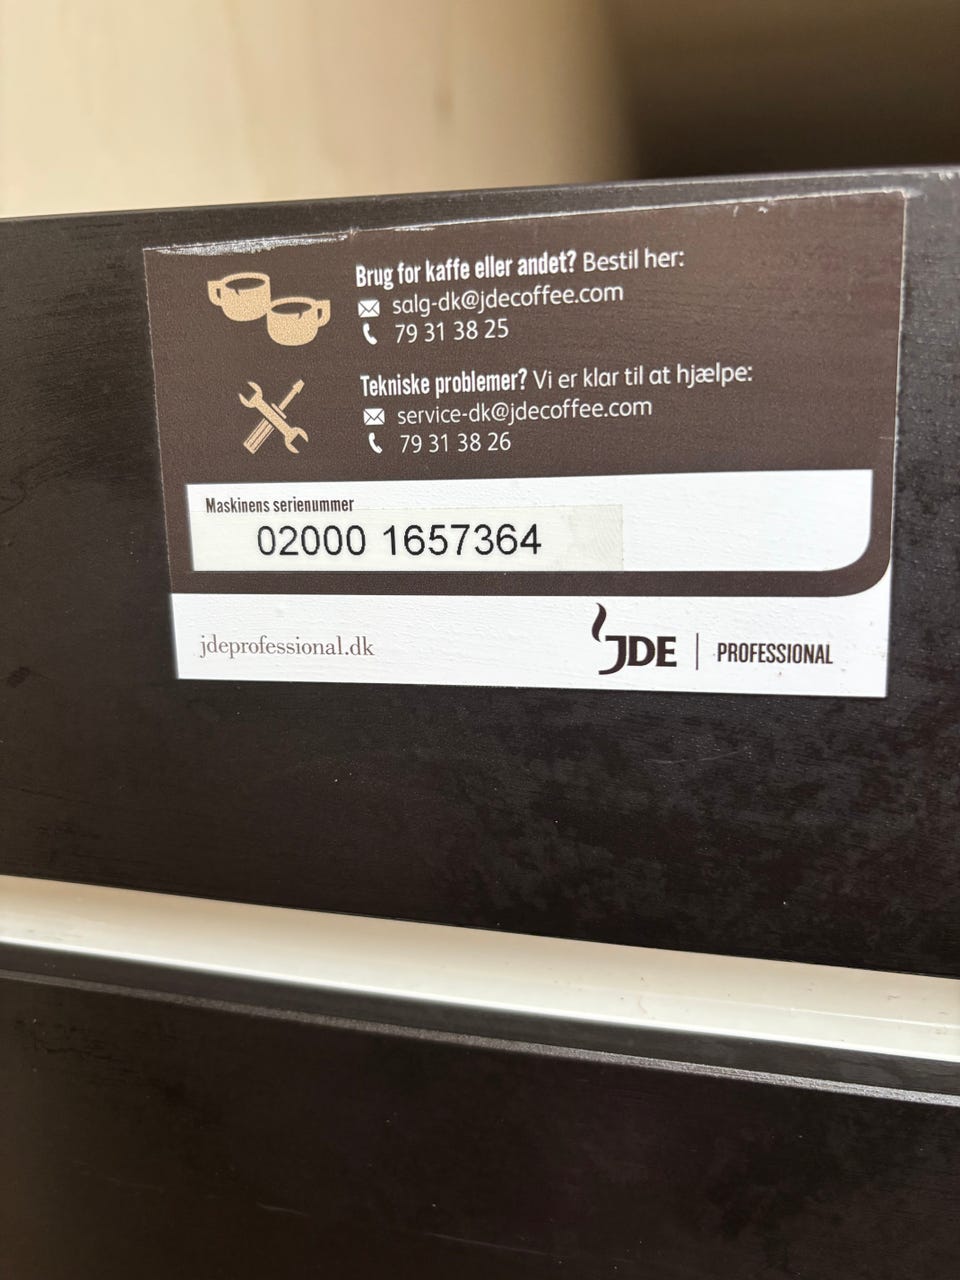 Brug for kaffe eller andet? Bestil her:
salg-dk@jdecoffee.com
79 31 38 25
Tekniske problemer? Vi er klar til at hjælpe:
service-dk@jdecoffee.com
79 31 38 26
Maskinens serienummer
02000 1657364
jdeprofessional.dk
JDE | PROFESSIONAL